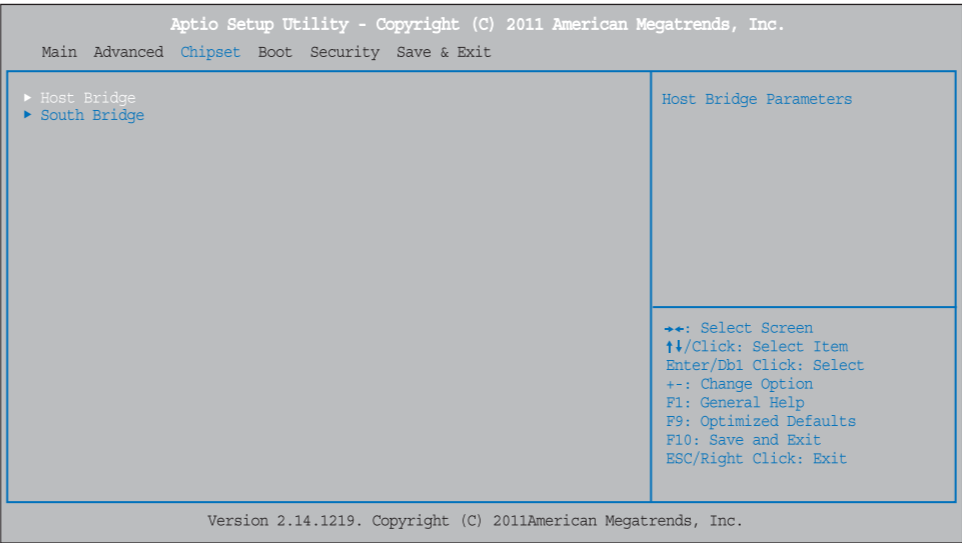 Aptio Setup Utility - Copyright (C) 2011 American Megatrends, Inc.
Main Advanced Chipset Boot Security Save & Exit
▶ Host Bridge
▶ South Bridge
Host Bridge Parameters
→←: Select Screen
↑↓/Click: Select Item
Enter/Dbl Click: Select
+-: Change Option
F1: General Help
F9: Optimized Defaults
F10: Save and Exit
ESC/Right Click: Exit
Version 2.14.1219. Copyright (C) 2011American Megatrends, Inc.